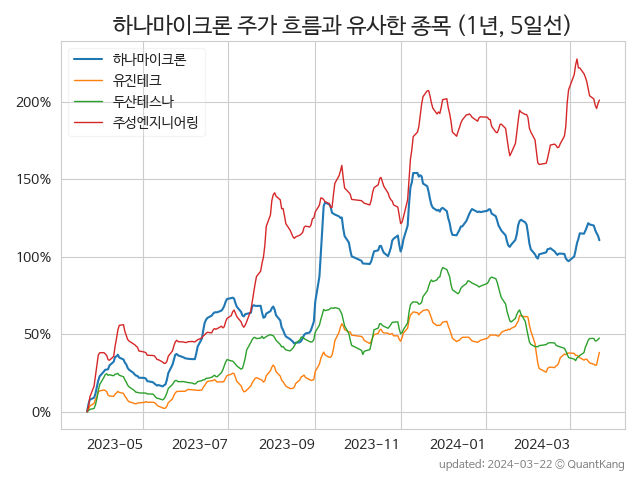 하나마이크론 주가 흐름과 유사한 종목 (1년, 5일선)
하나마이크론
유진테크
두산테스나
주성엔지니어링
200%
150%
100%
50%
0%
2023-05 2023-07 2023-09 2023-11 2024-01 2024-03
updated: 2024-03-22 © QuantKang